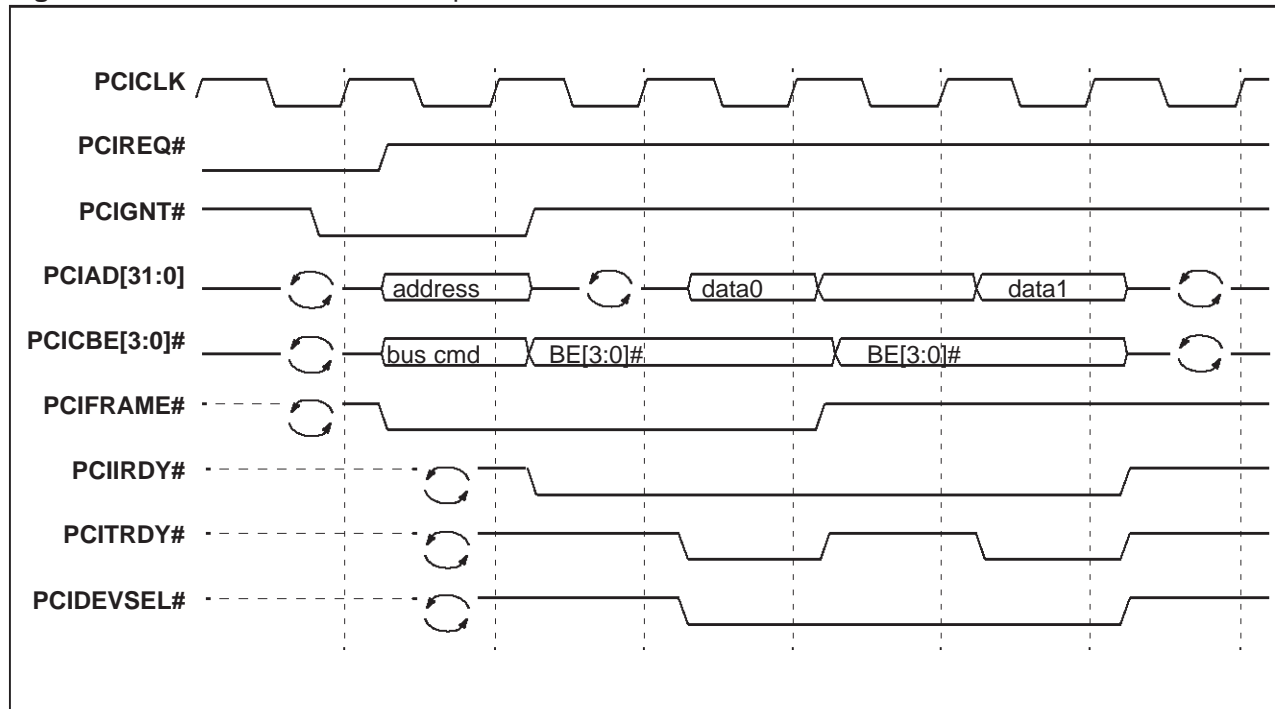 PCICLK
PCIREQ#
PCIGNT#
PCIAD[31:0]
address
data0
data1
PCICBE[3:0]#
bus cmd
BE[3:0]#
BE[3:0]#
PCIFRAME#
PCIIRDY#
PCITRDY#
PCIDEVSEL#